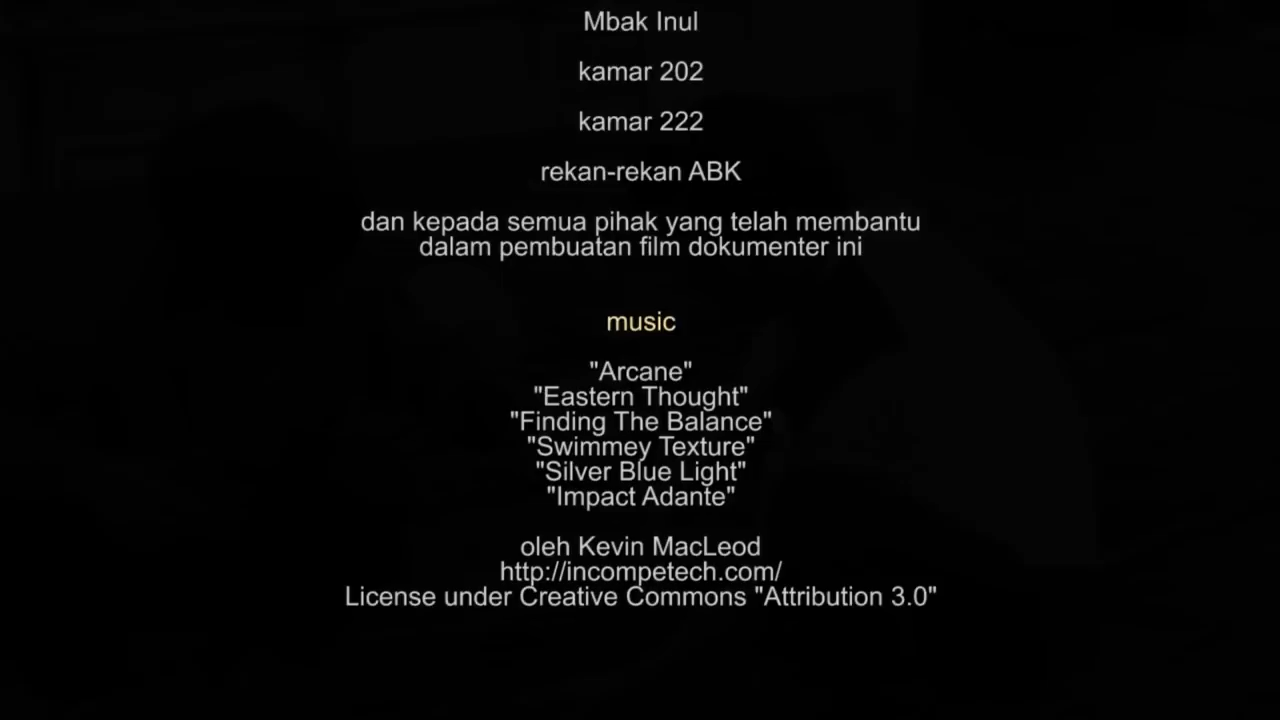 Mbak Inul
kamar 202
kamar 222
rekan-rekan ABK
dan kepada semua pihak yang telah membantu
dalam pembuatan film dokumenter ini
music
"Arcane"
"Eastern Thought"
"Finding The Balance"
"Swimmey Texture"
"Silver Blue Light"
"Impact Adante"
oleh Kevin MacLeod
http://incompetech.com/
License under Creative Commons "Attribution 3.0"